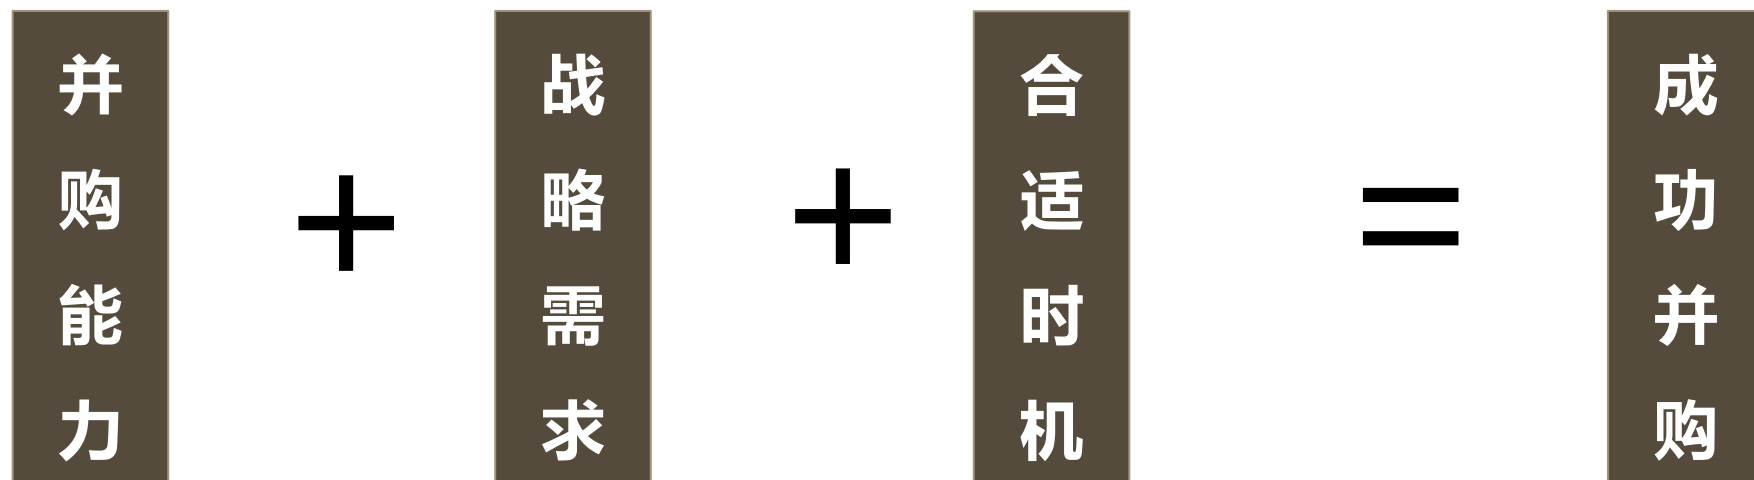 并购能力
+
战略需求
+
合适时机
=
成功并购